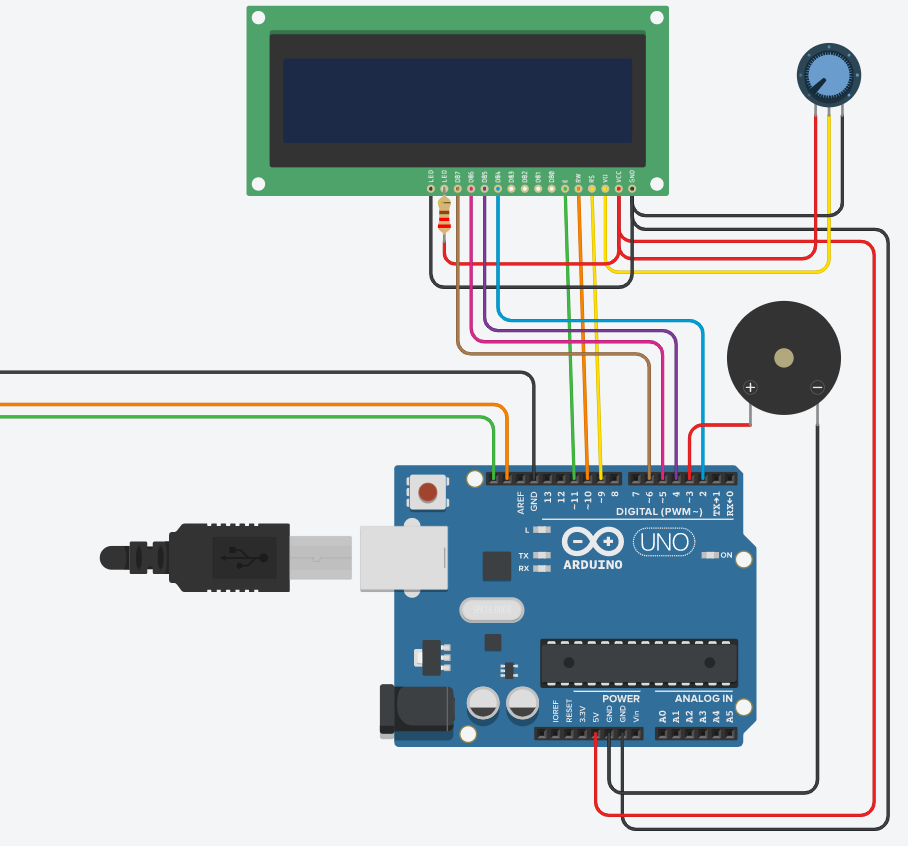 LED LED DB7 DB6 DB5 DB4 DB3 DB2 DB1 DB0 E RW RS V0 VCC GND
+ −
AREF GND 13 12 ~11 ~10 ~9 8 7 ~6 ~5 4 ~3 2 TX→1 RX←0
DIGITAL (PWM ~)
L
TX
RX
ARDUINO
UNO
ON
POWER
ANALOG IN
IOREF RESET 3.3V 5V GND GND Vin A0 A1 A2 A3 A4 A5